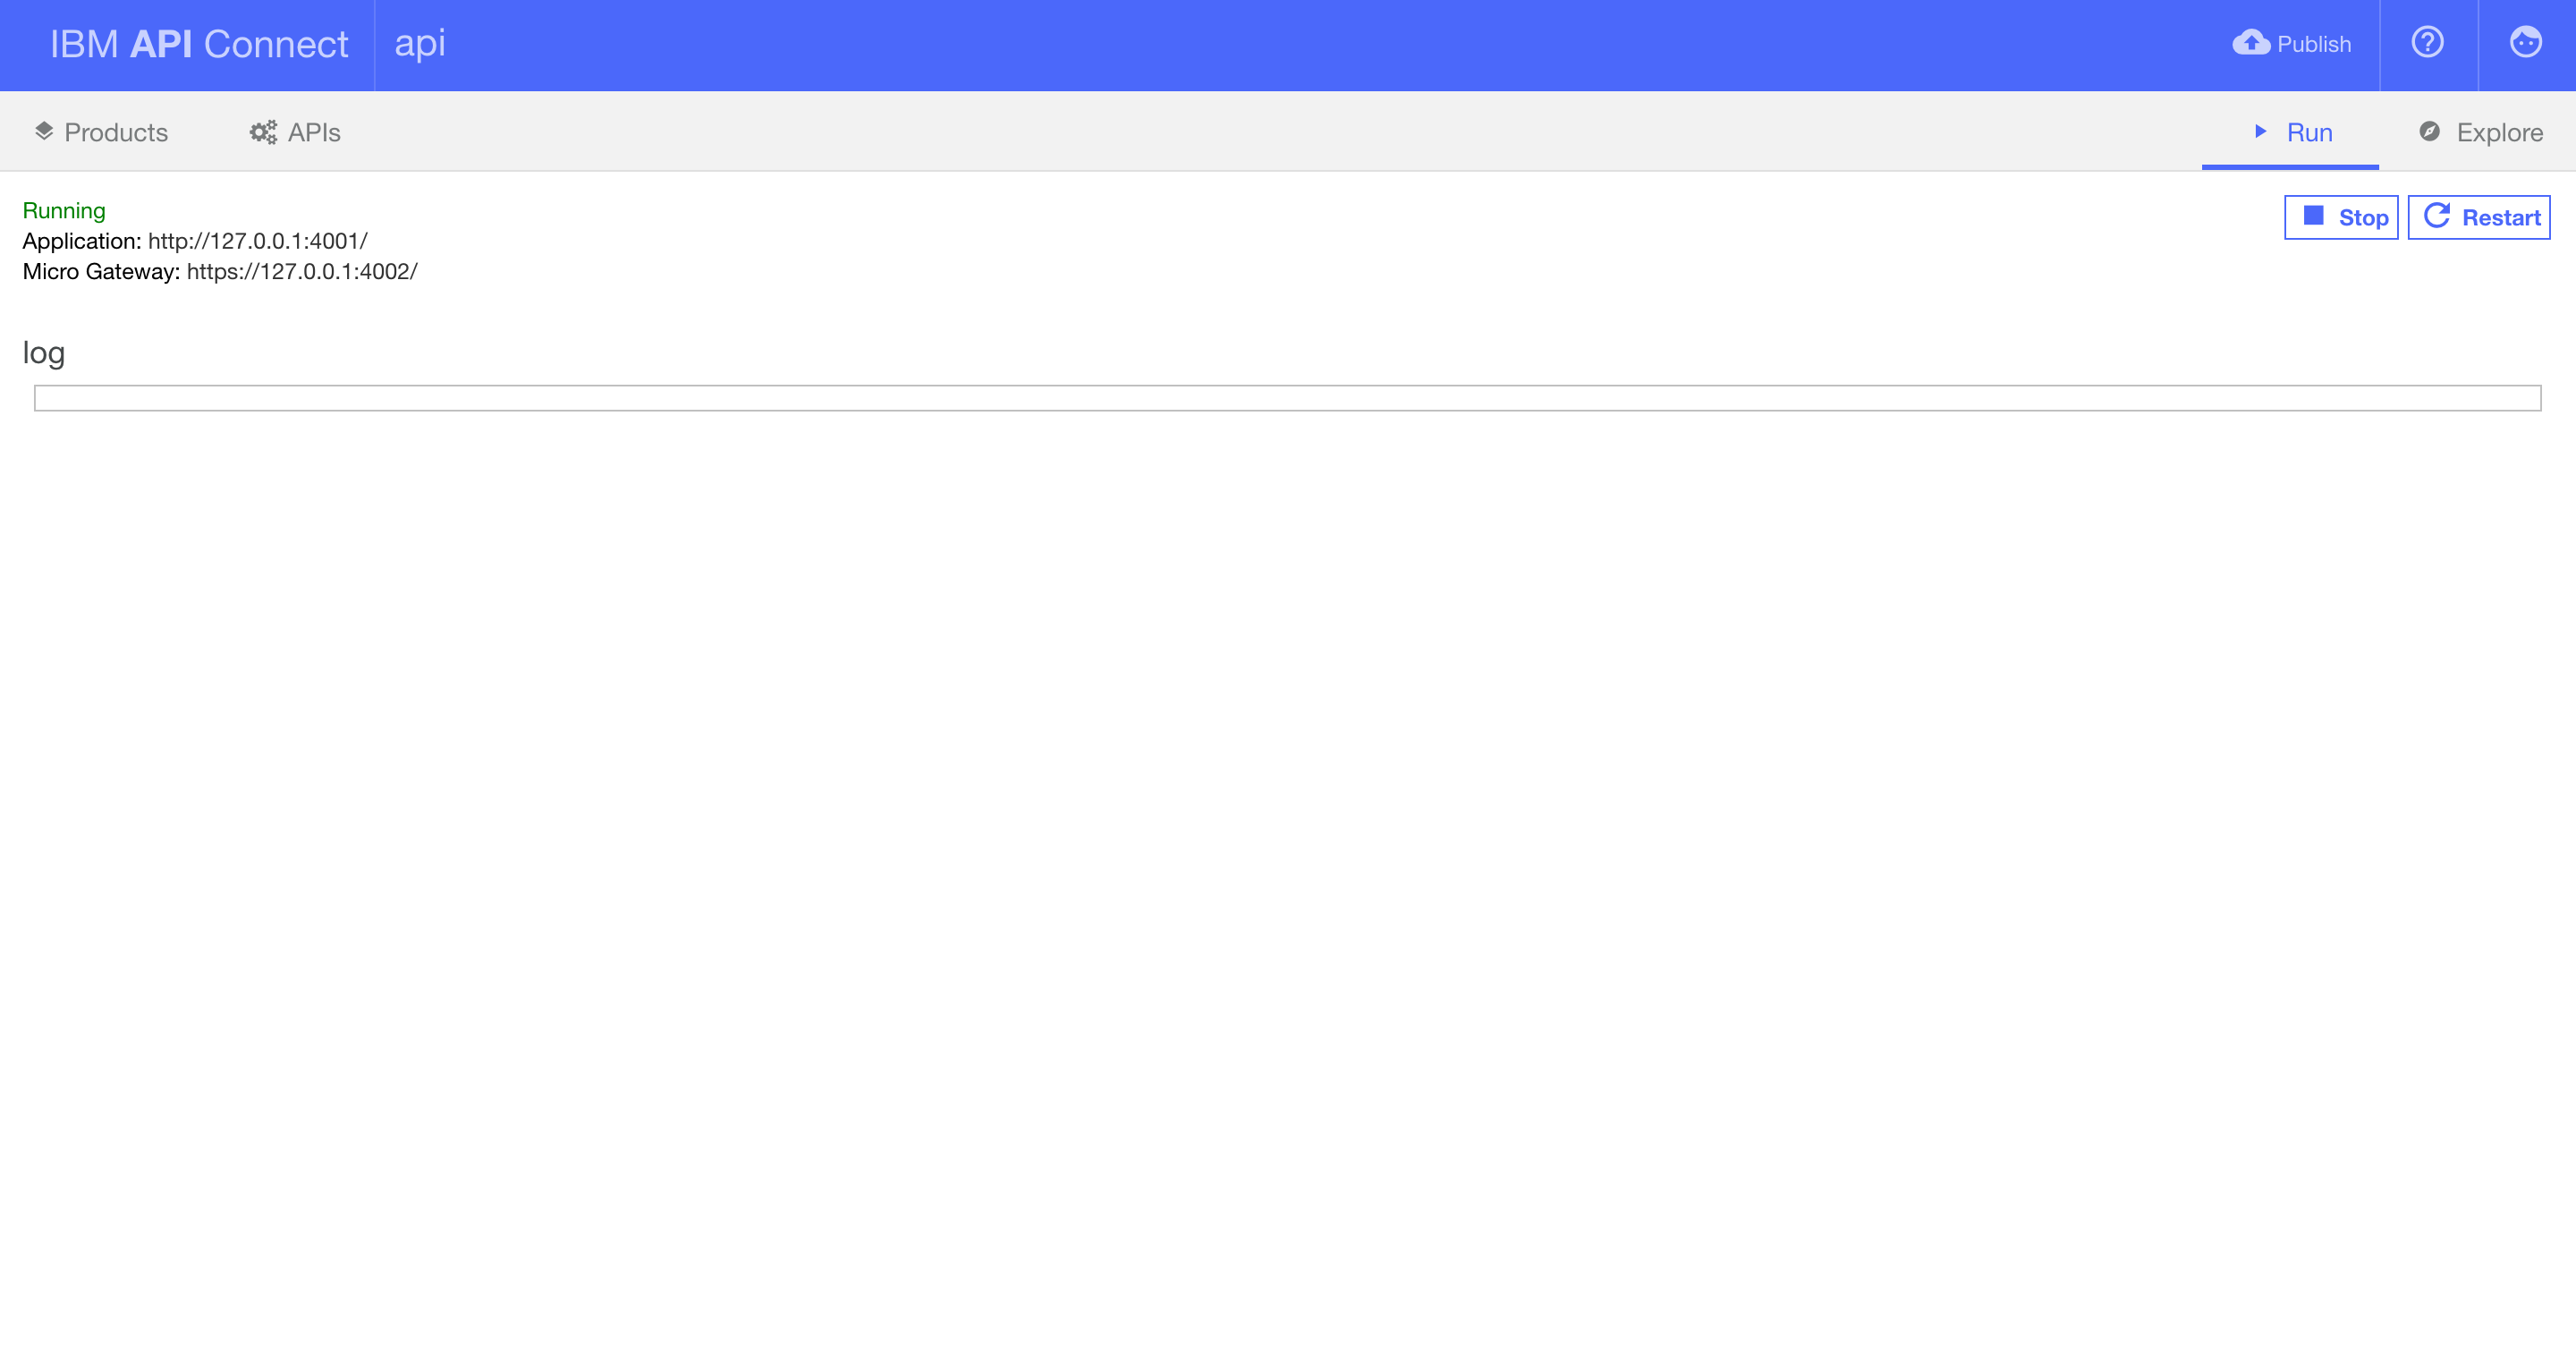 IBM API Connect api Publish
Products APIs Run Explore
Running
Stop Restart
Application: http://127.0.0.1:4001/
Micro Gateway: https://127.0.0.1:4002/
log